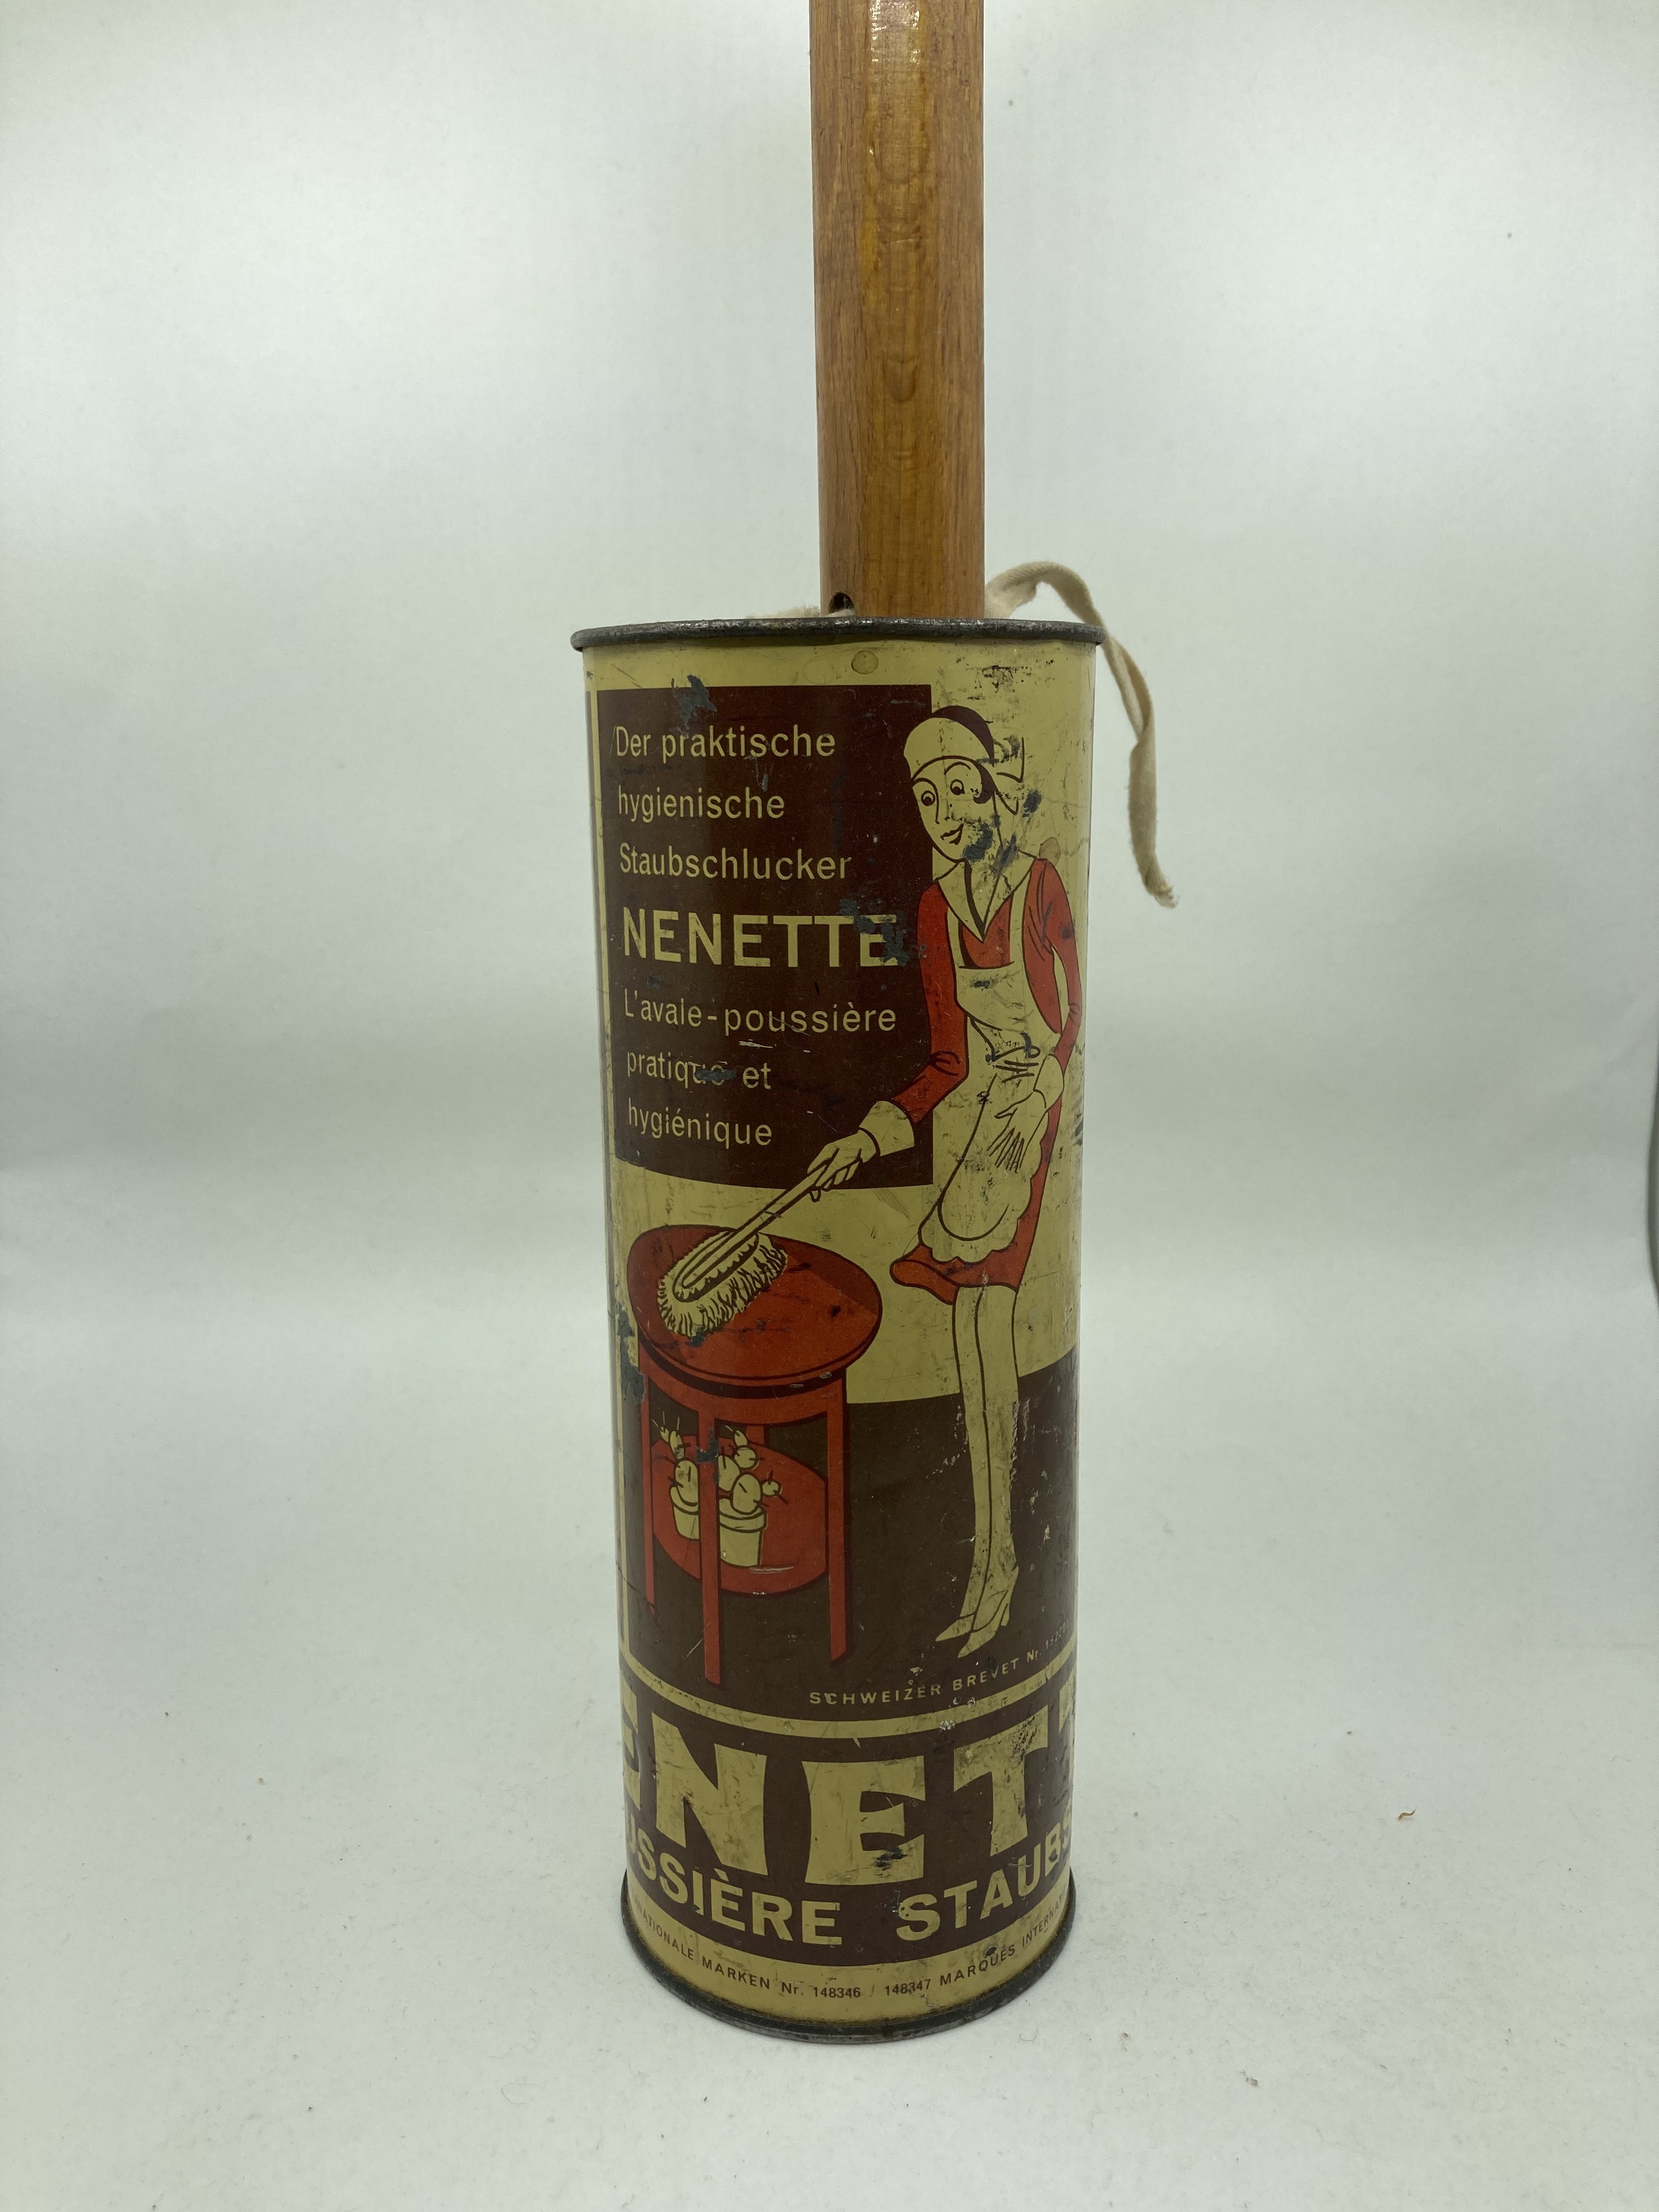 Der praktische
hygienische
Staubschlucker
NENETTE
L'avale-poussière
pratique et
hygiénique
SCHWEIZER BREVET Nr.
ENET
USSIÈRE STAUBS
NATIONALE MARKEN Nr. 148346 / 148347 MARQUES INTERNA